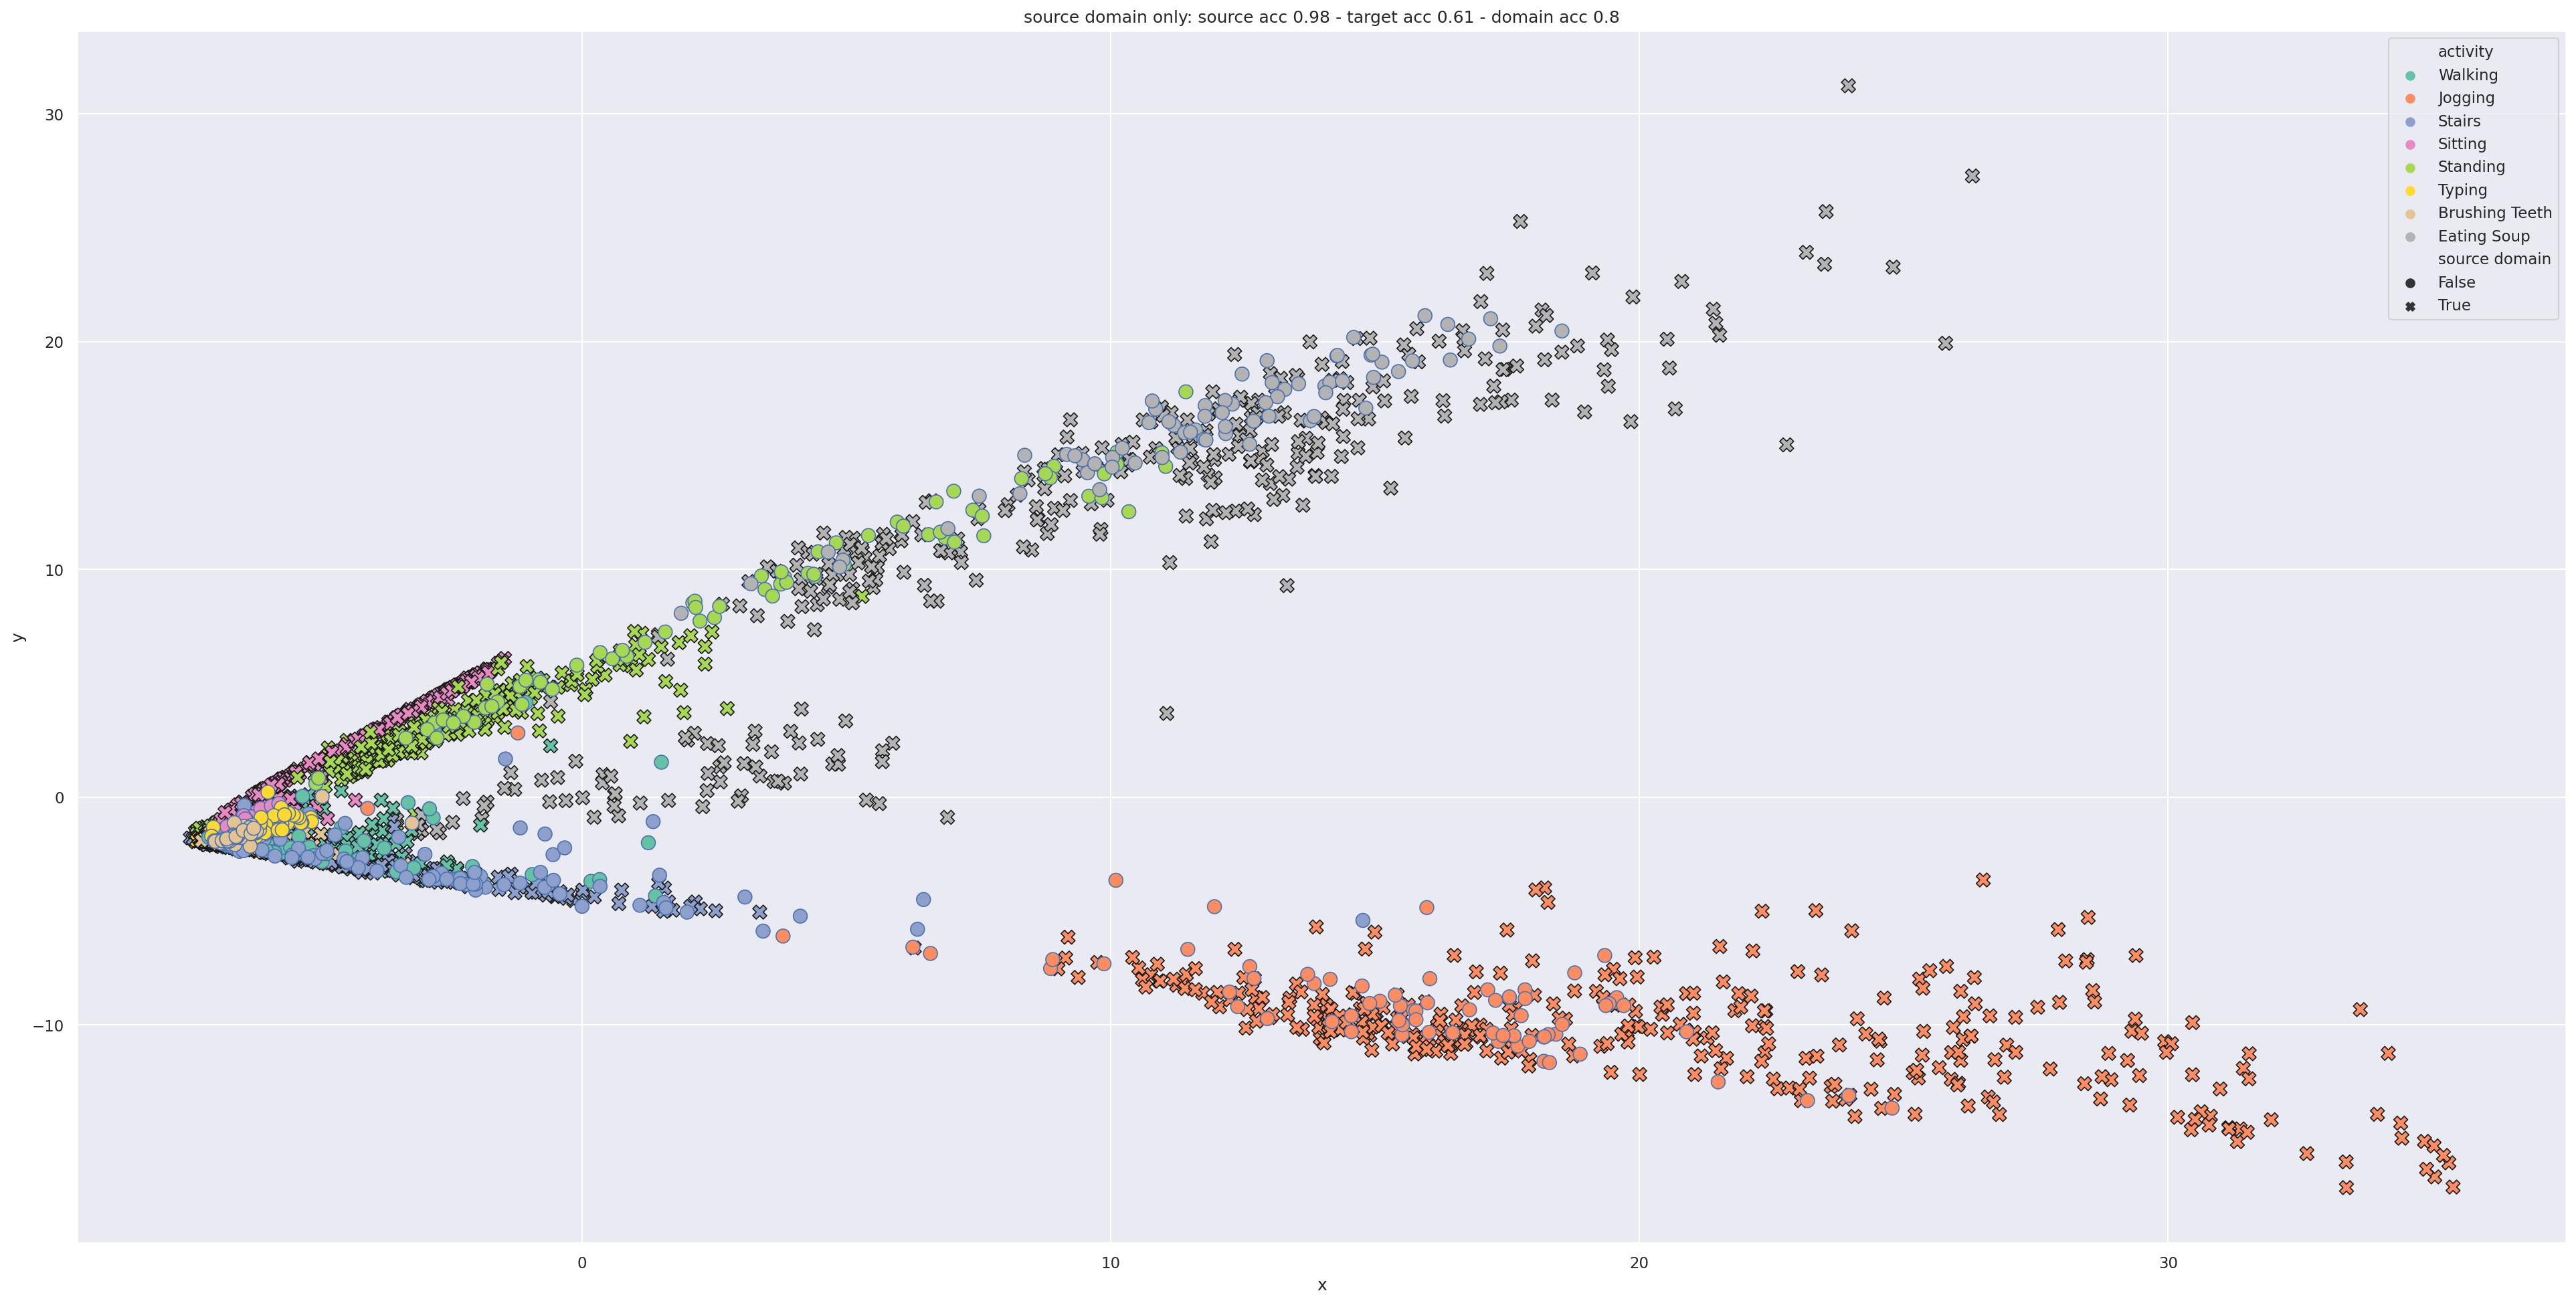 source domain only: source acc 0.98 - target acc 0.61 - domain acc 0.8
activity
Walking
Jogging
Stairs
Sitting
Standing
Typing
Brushing Teeth
Eating Soup
source domain
False
True
30
20
10
0
−10
y
0
10
20
30
x